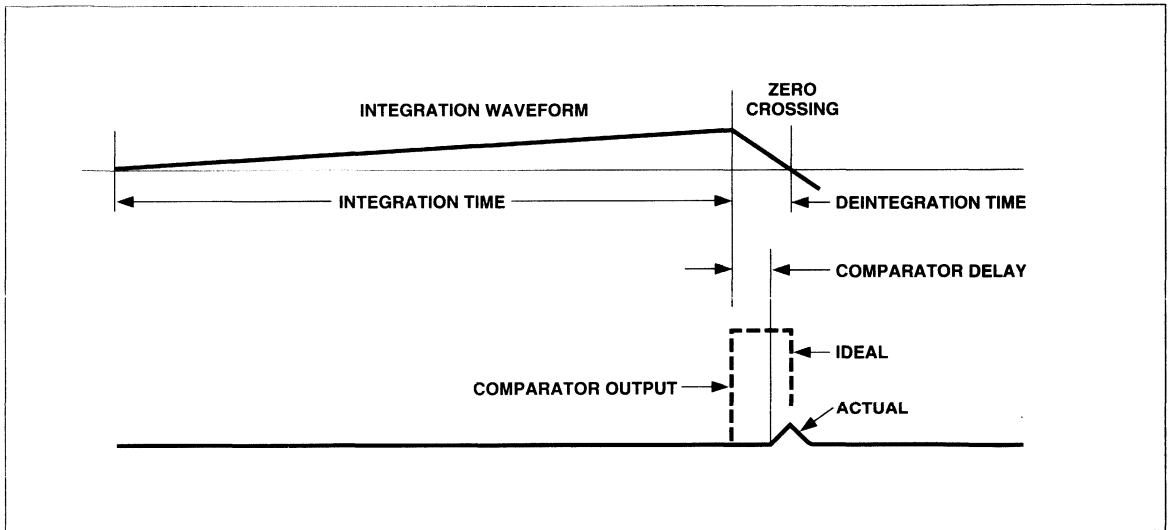 INTEGRATION WAVEFORM
ZERO
CROSSING
INTEGRATION TIME
DEINTEGRATION TIME
COMPARATOR DELAY
IDEAL
COMPARATOR OUTPUT
ACTUAL